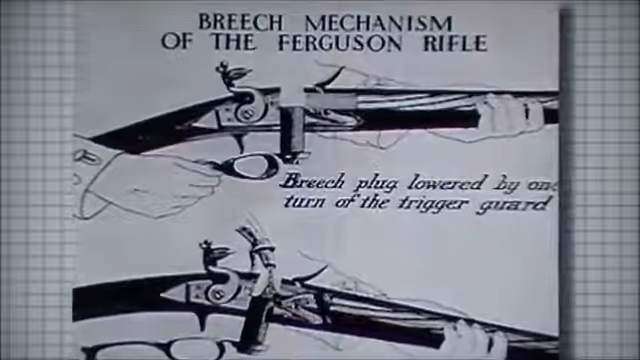 BREECH MECHANISM
OF THE FERGUSON RIFLE
Breech plug lowered by one
turn of the trigger guard